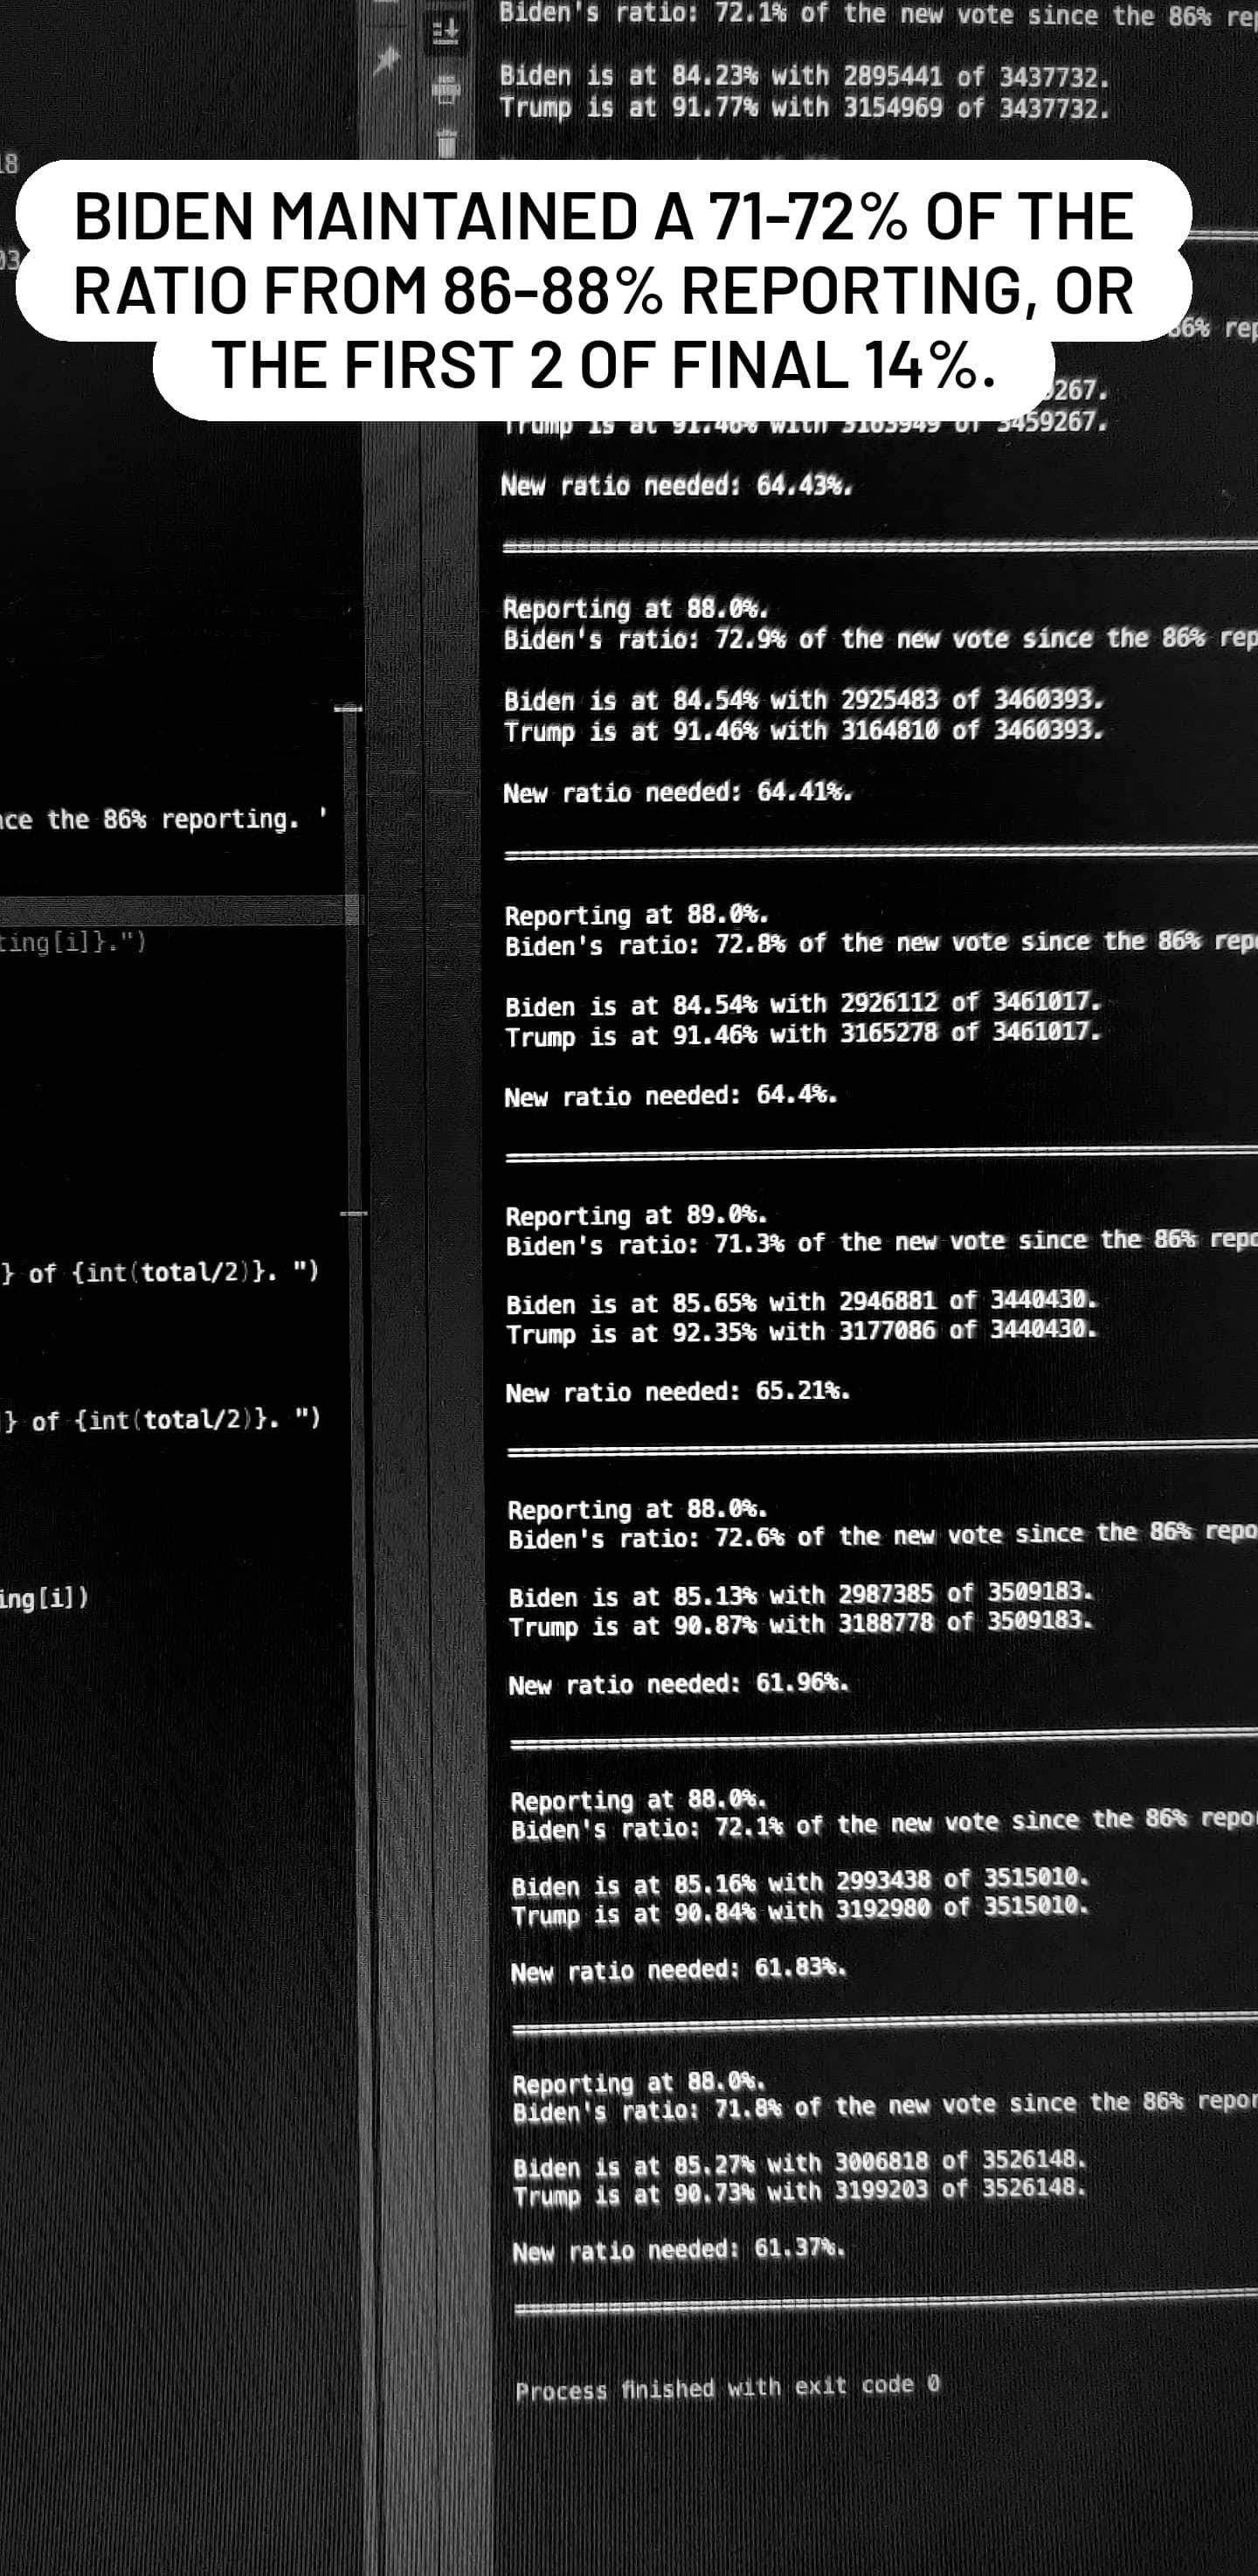 Biden's ratio: 72.1% of the new vote since the 86% re
Biden is at 84.23% with 2895441 of 3437732.
Trump is at 91.77% with 3154969 of 3437732.
18
03
BIDEN MAINTAINED A 71-72% OF THE
RATIO FROM 86-88% REPORTING, OR
THE FIRST 2 OF FINAL 14%.
86% rep
9267.
Trump is at 91.46% with 3163949 of 3459267.
New ratio needed: 64.43%.
Reporting at 88.0%.
Biden's ratio: 72.9% of the new vote since the 86% rep
Biden is at 84.54% with 2925483 of 3460393.
Trump is at 91.46% with 3164810 of 3460393.
New ratio needed: 64.41%.
nce the 86% reporting. '
Reporting at 88.0%.
ting[i]}.")
Biden's ratio: 72.8% of the new vote since the 86% repo
Biden is at 84.54% with 2926112 of 3461017.
Trump is at 91.46% with 3165278 of 3461017.
New ratio needed: 64.4%.
Reporting at 89.0%.
Biden's ratio: 71.3% of the new vote since the 86% repo
} of {int(total/2)}. ")
Biden is at 85.65% with 2946881 of 3440430.
Trump is at 92.35% with 3177086 of 3440430.
New ratio needed: 65.21%.
} of {int(total/2)}. ")
Reporting at 88.0%.
Biden's ratio: 72.6% of the new vote since the 86% repo
ing[i])
Biden is at 85.13% with 2987385 of 3509183.
Trump is at 90.87% with 3188778 of 3509183.
New ratio needed: 61.96%.
Reporting at 88.0%.
Biden's ratio: 72.1% of the new vote since the 86% repor
Biden is at 85.16% with 2993438 of 3515010.
Trump is at 90.84% with 3192980 of 3515010.
New ratio needed: 61.83%.
Reporting at 88.0%.
Biden's ratio: 71.8% of the new vote since the 86% repor
Biden is at 85.27% with 3006818 of 3526148.
Trump is at 90.73% with 3199203 of 3526148.
New ratio needed: 61.37%.
Process finished with exit code 0